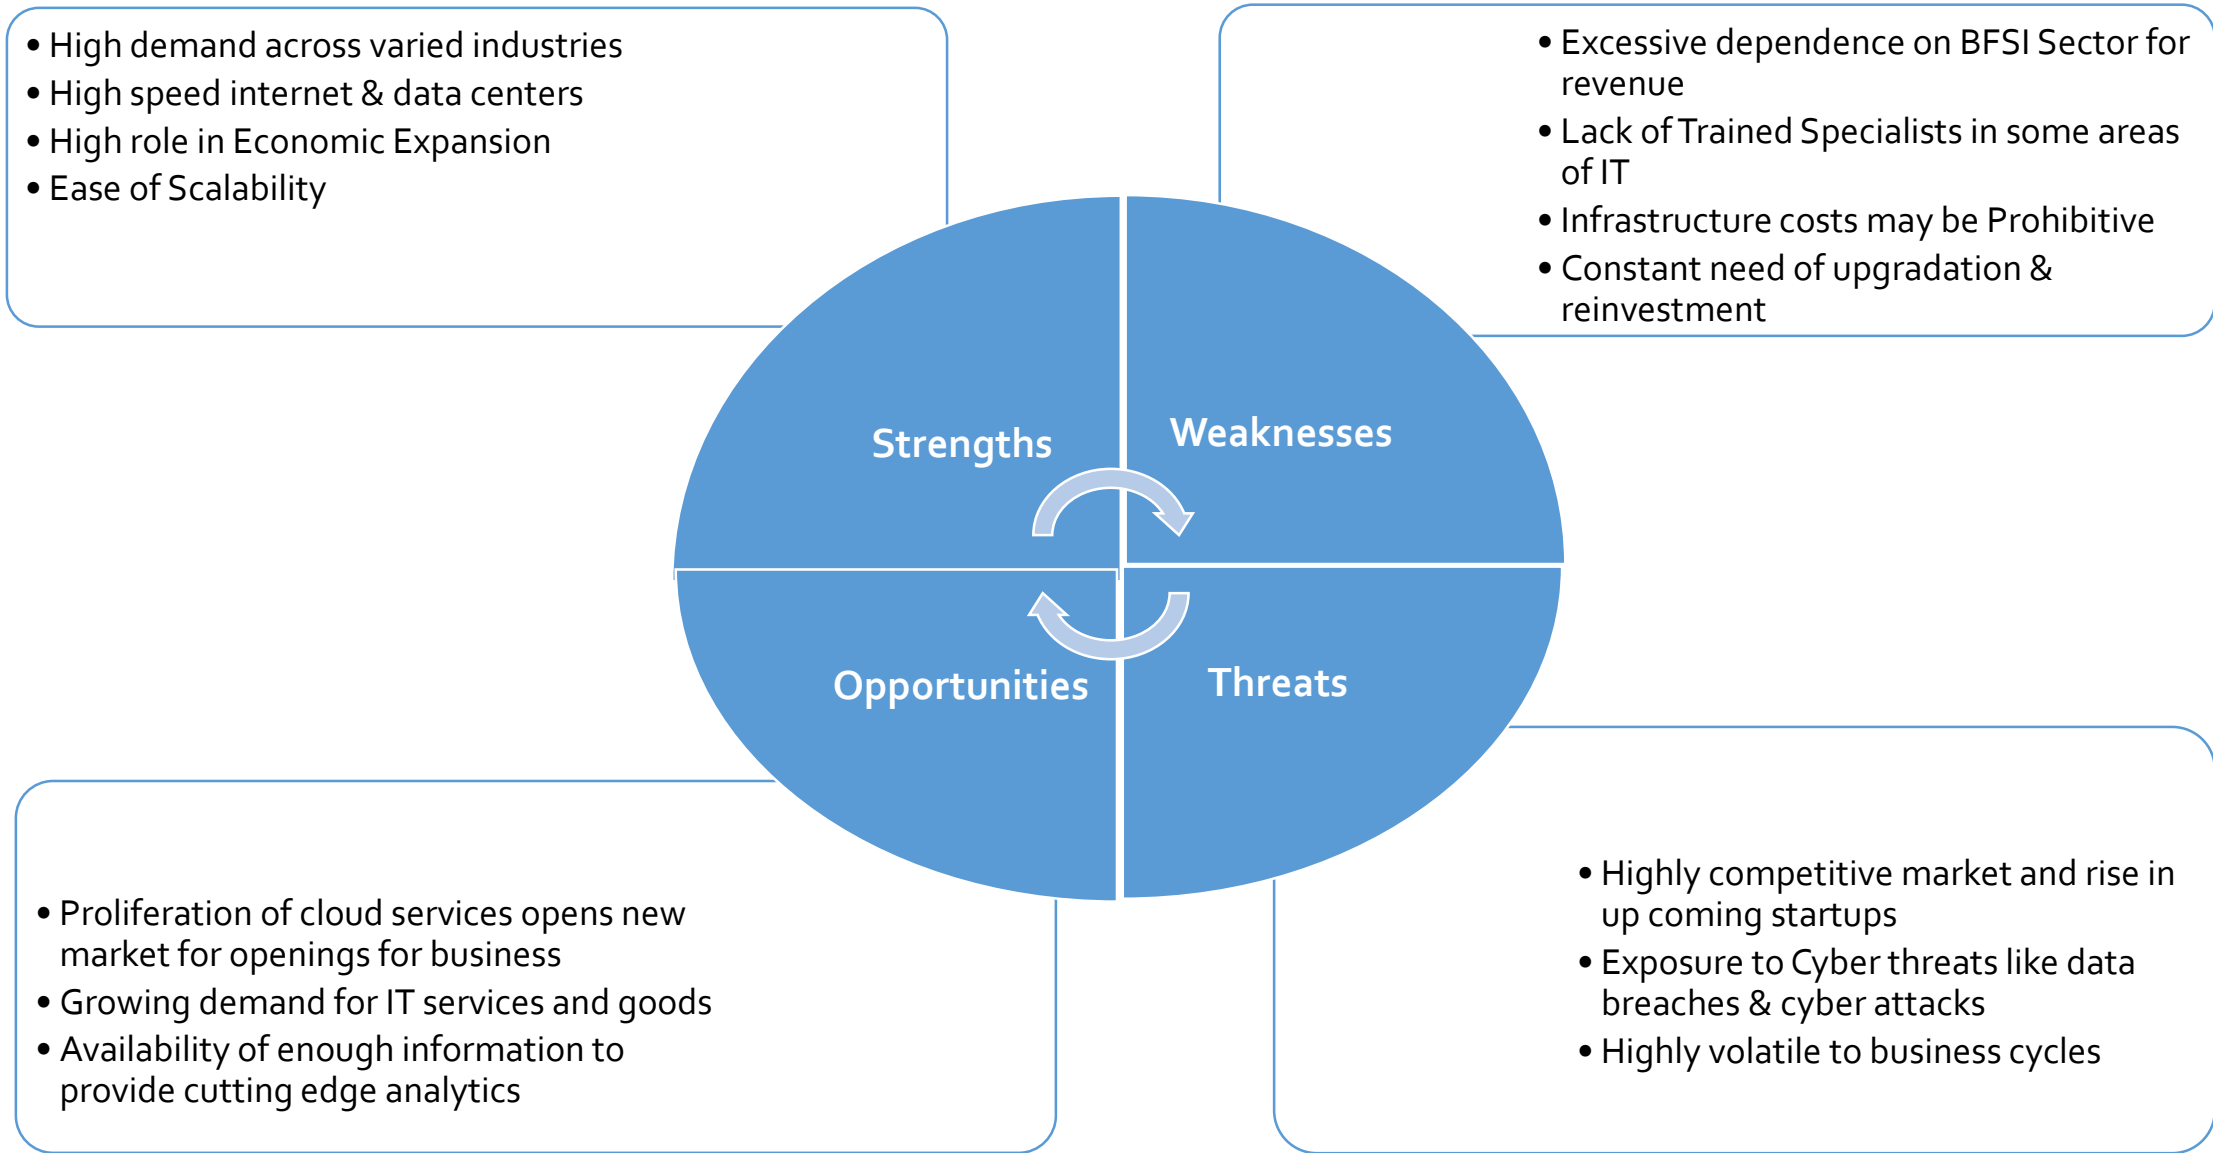 • High demand across varied industries
• High speed internet & data centers
• High role in Economic Expansion
• Ease of Scalability
• Excessive dependence on BFSI Sector for
revenue
• Lack of Trained Specialists in some areas
of IT
• Infrastructure costs may be Prohibitive
• Constant need of upgradation &
reinvestment
Strengths
Weaknesses
Opportunities
Threats
• Proliferation of cloud services opens new
market for openings for business
• Growing demand for IT services and goods
• Availability of enough information to
provide cutting edge analytics
• Highly competitive market and rise in
up coming startups
• Exposure to Cyber threats like data
breaches & cyber attacks
• Highly volatile to business cycles